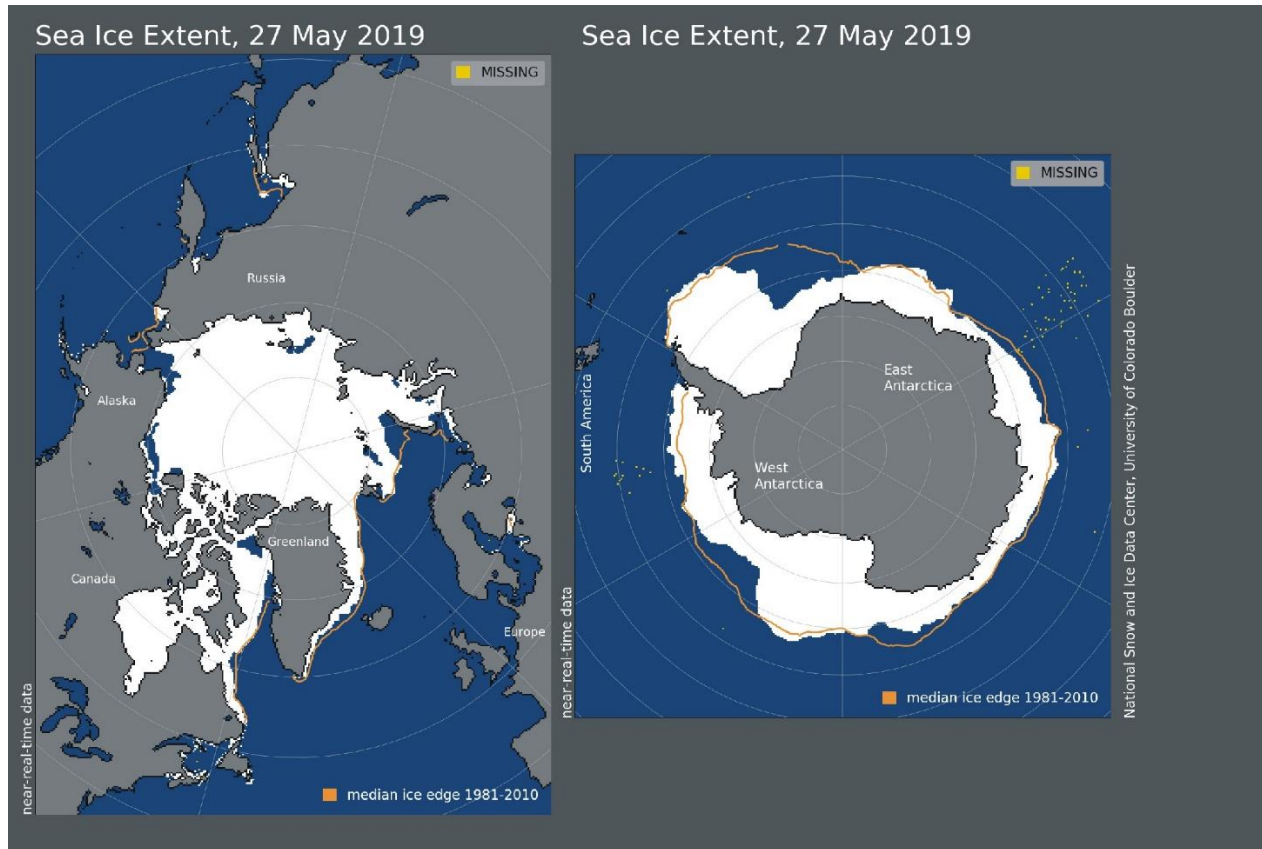 Sea Ice Extent, 27 May 2019
MISSING
Russia
Alaska
Greenland
Canada
Europe
near-real-time data
median ice edge 1981-2010
Sea Ice Extent, 27 May 2019
MISSING
East
Antarctica
South America
West
Antarctica
near-real-time data
median ice edge 1981-2010
National Snow and Ice Data Center, University of Colorado Boulder